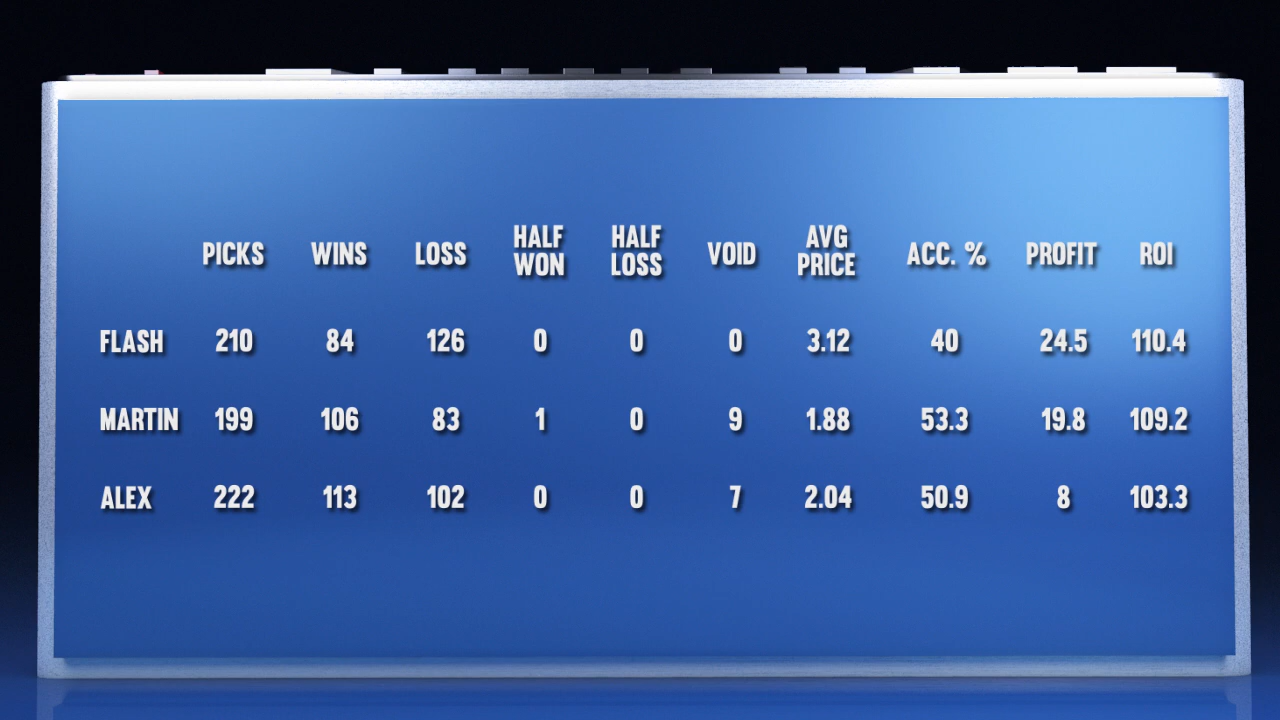 PICKS WINS LOSS HALF WON HALF LOSS VOID AVG PRICE ACC. % PROFIT ROI
FLASH 210 84 126 0 0 0 3.12 40 24.5 110.4
MARTIN 199 106 83 1 0 9 1.88 53.3 19.8 109.2
ALEX 222 113 102 0 0 7 2.04 50.9 8 103.3